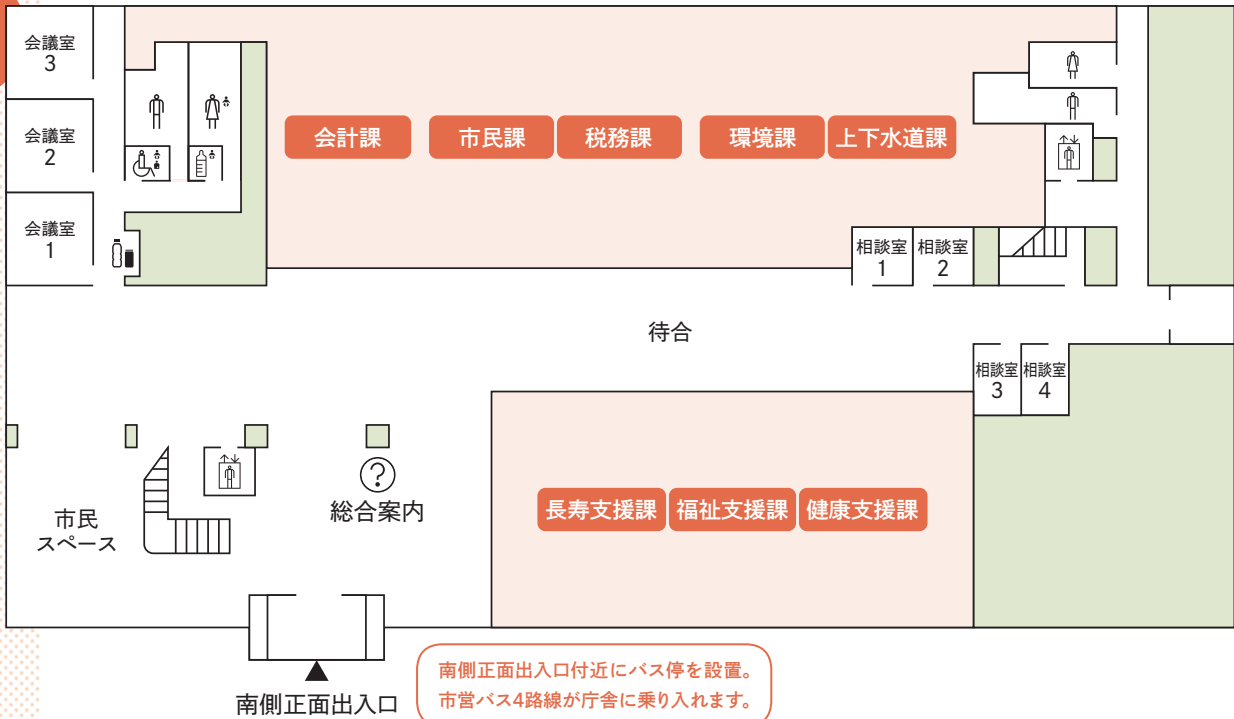 会議室
3
会議室
2
会議室
1
会計課
市民課
税務課
環境課
上下水道課
相談室
1
相談室
2
待合
相談室
3
相談室
4
?
総合案内
市民
スペース
長寿支援課
福祉支援課
健康支援課
南側正面出入口
南側正面出入口付近にバス停を設置。
市営バス4路線が庁舎に乗り入れます。